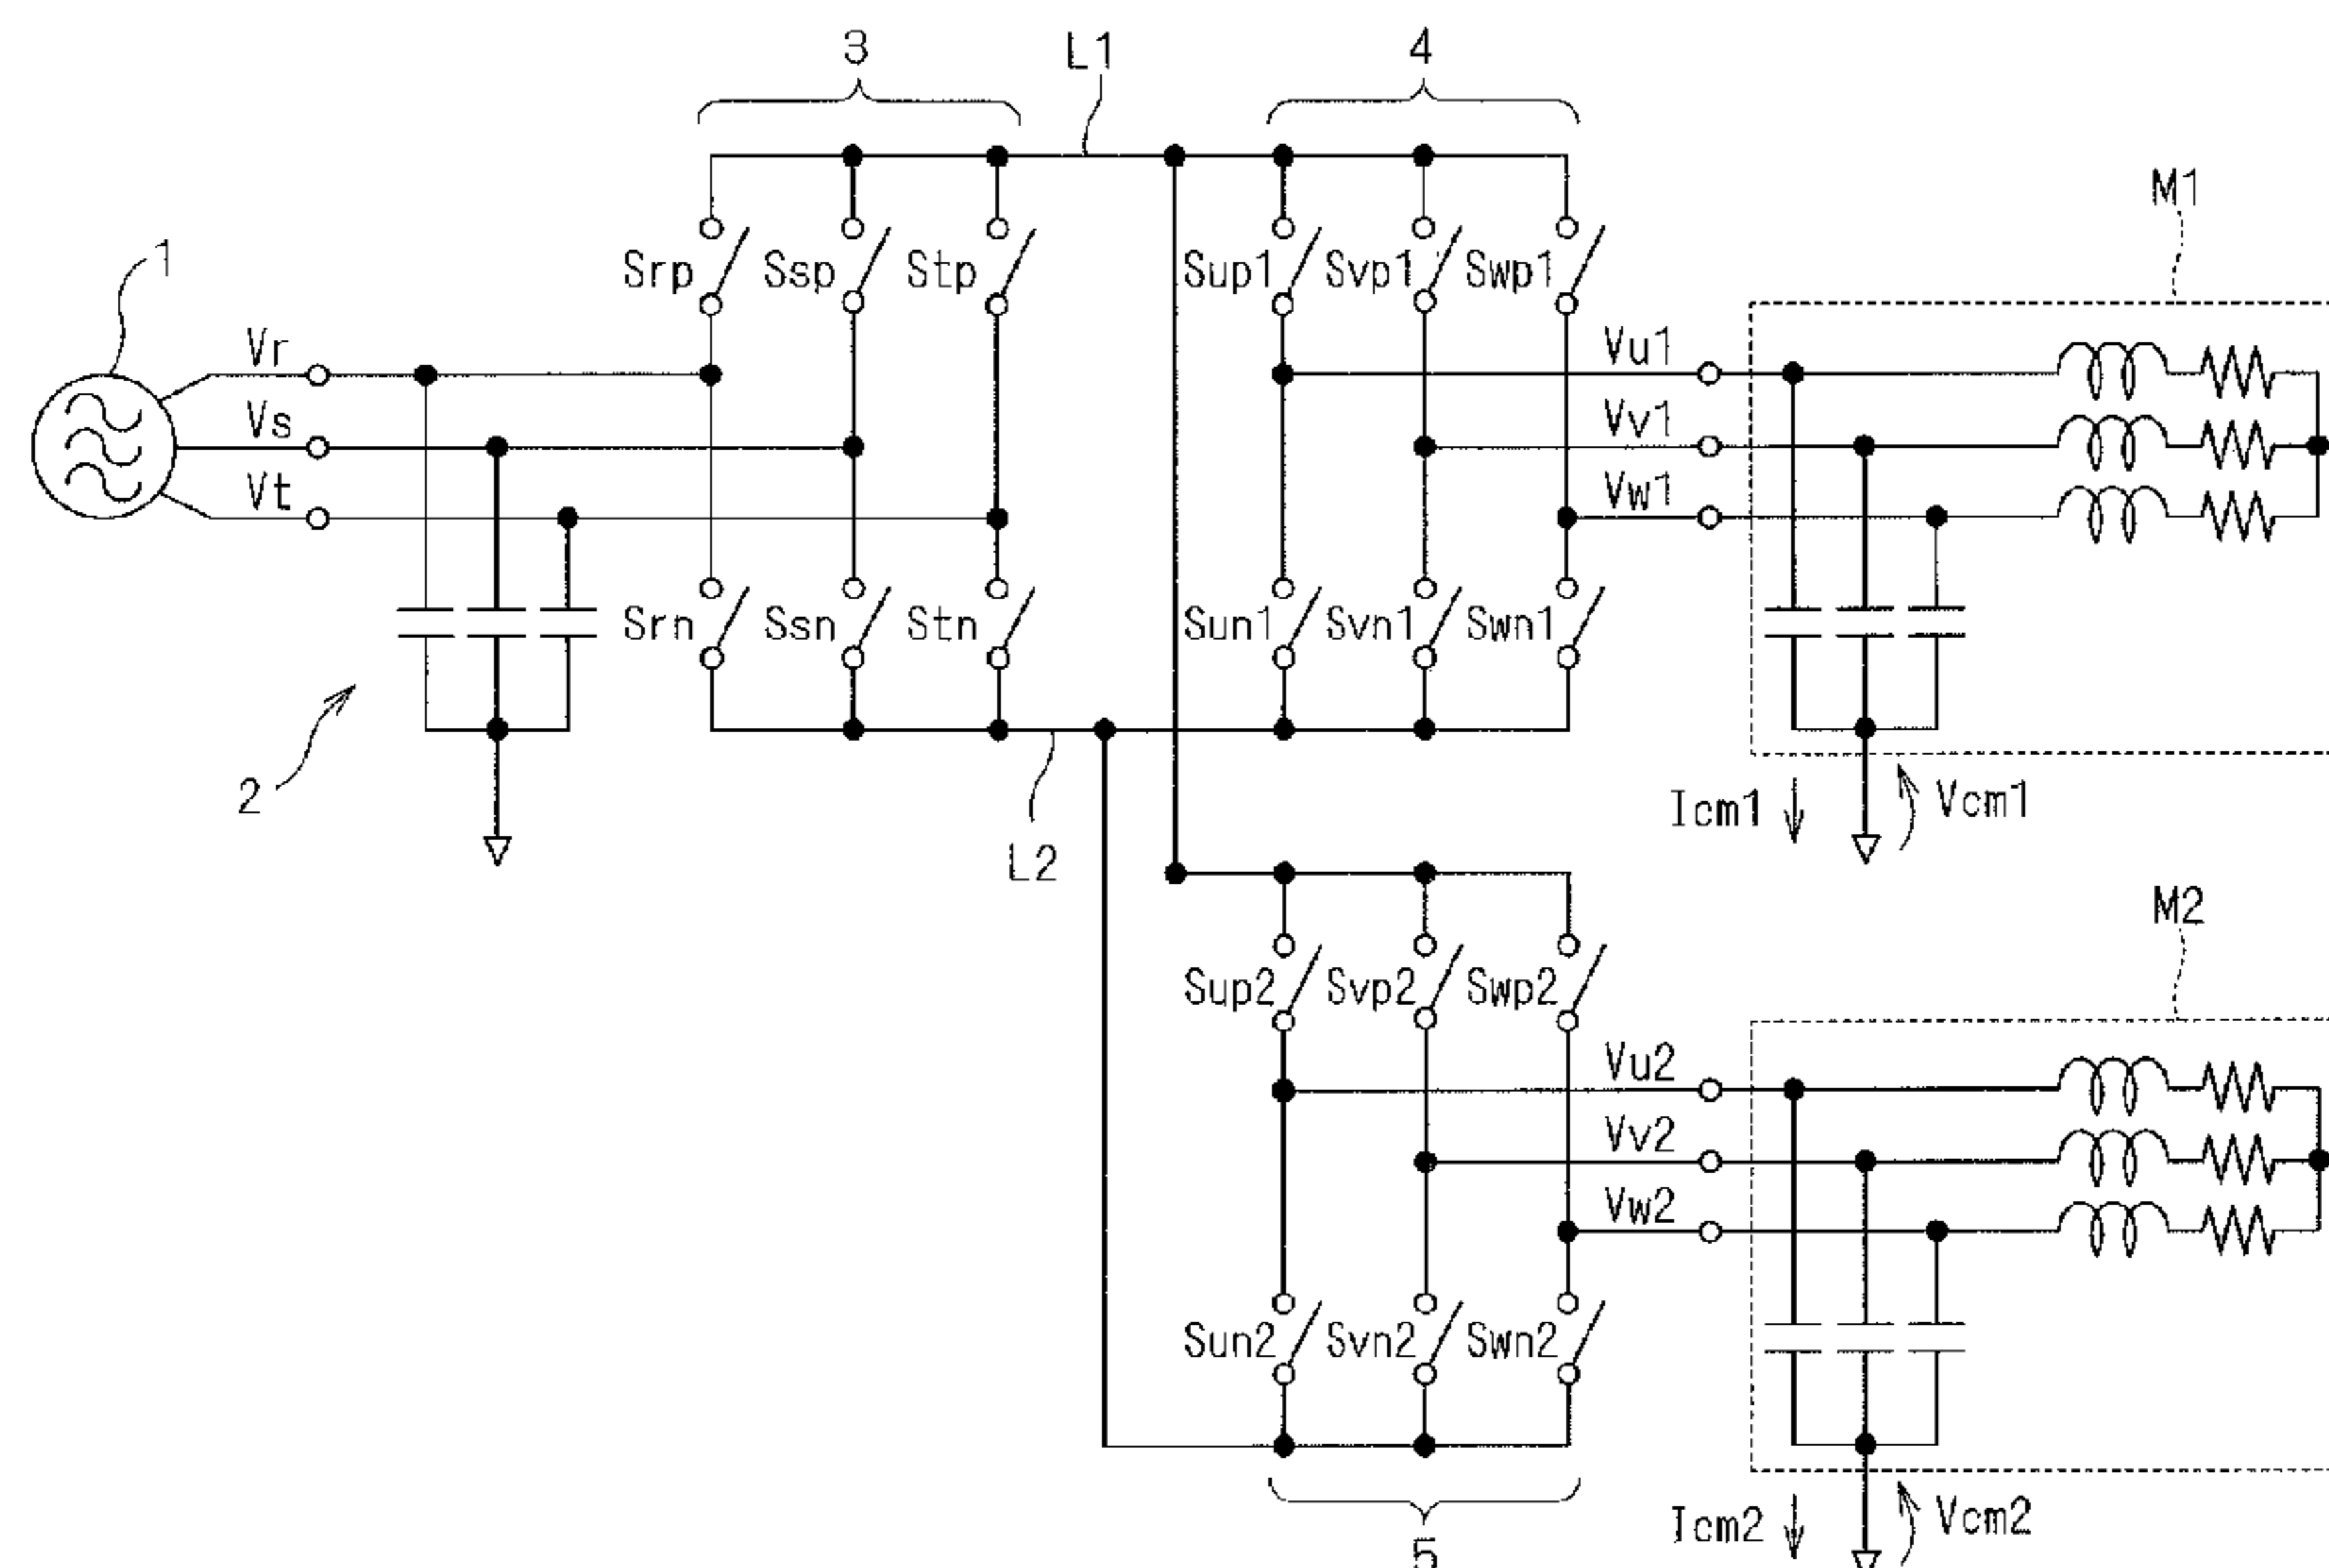 3
L1
4
M1
1
Srp
Ssp
Stp
Sup1
Svp1
Swp1
Vr
Vu1
Vs
Vv1
Vt
Vw1
Srn
Ssn
Stn
Sun1
Svn1
Swn1
2
Icm1
Vcm1
L2
M2
Sup2
Svp2
Swp2
Vu2
Vv2
Vw2
Sun2
Svn2
Swn2
Icm2
Vcm2
5